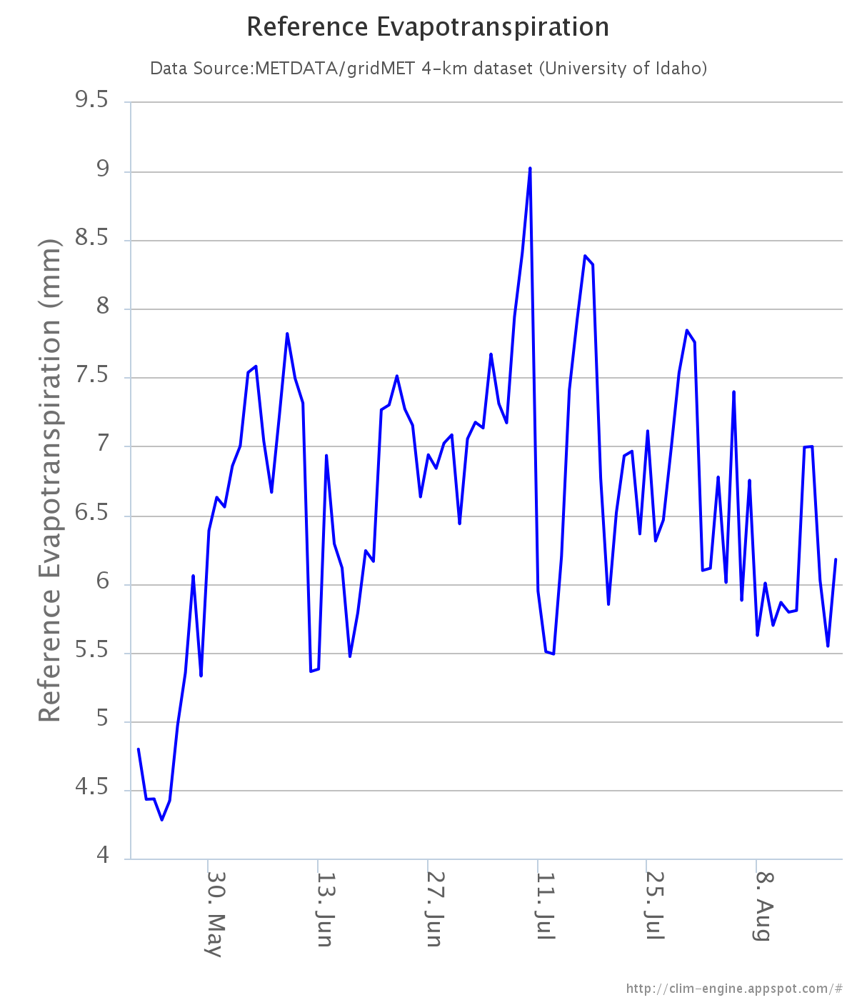 Reference Evapotranspiration
Data Source:METDATA/gridMET 4-km dataset (University of Idaho)
Reference Evapotranspiration (mm)
9.5
9
8.5
8
7.5
7
6.5
6
5.5
5
4.5
4
30. May
13. Jun
27. Jun
11. Jul
25. Jul
8. Aug
http://clim-engine.appspot.com/#